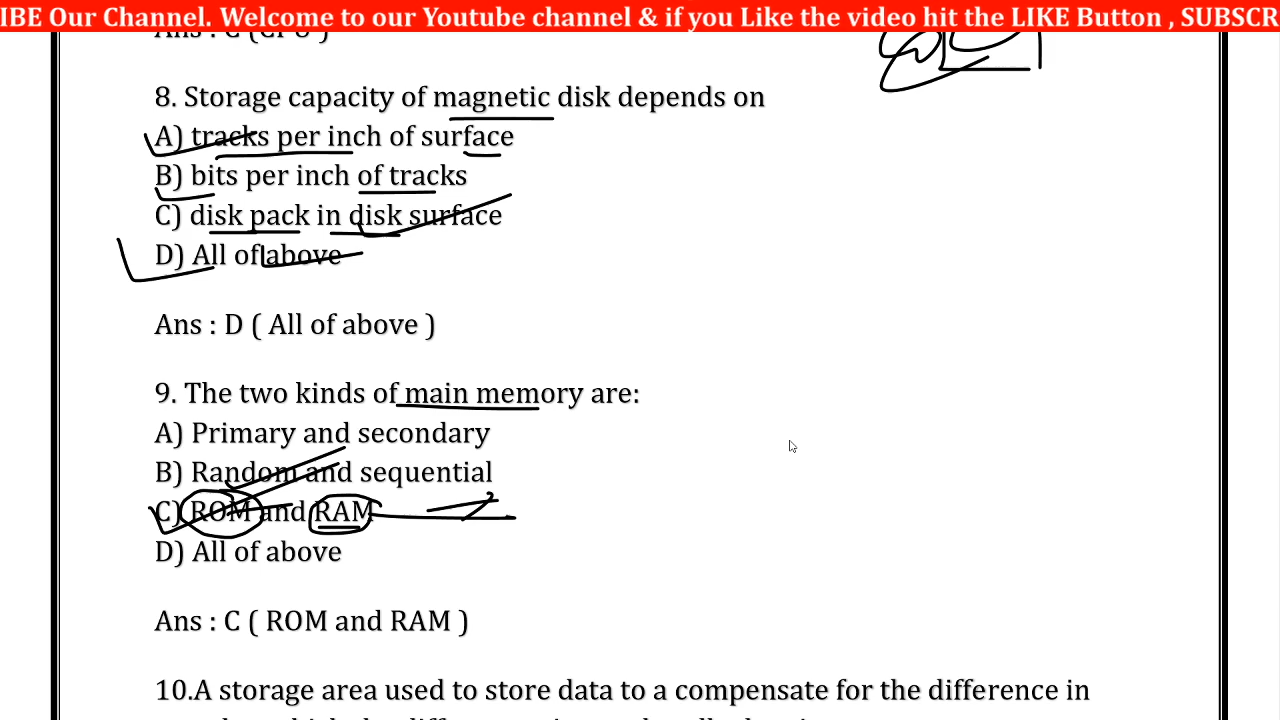 IBE Our Channel. Welcome to our Youtube channel & if you Like the video hit the LIKE Button , SUBSCR
Ans : C (CPU )
8. Storage capacity of magnetic disk depends on
A) tracks per inch of surface
B) bits per inch of tracks
C) disk pack in disk surface
D) All of above
Ans : D ( All of above )
9. The two kinds of main memory are:
A) Primary and secondary
B) Random and sequential
C) ROM and RAM
D) All of above
Ans : C ( ROM and RAM )
10.A storage area used to store data to a compensate for the difference in